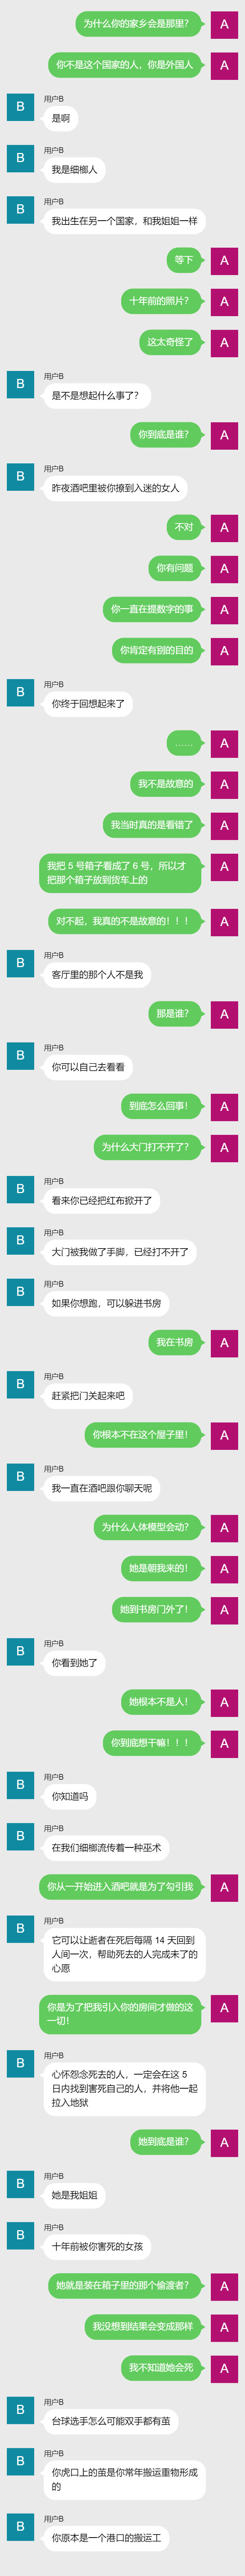 为什么你的家乡会是那里?
A
你不是这个国家的人，你是外国人
A
用户B
B
是啊
用户B
B
我是细榔人
用户B
B
我出生在另一个国家，和我姐姐一样
等下
A
十年前的照片?
A
这太奇怪了
A
用户B
B
是不是想起什么事了?
你到底是谁?
A
用户B
B
昨夜酒吧里被你撩到入迷的女人
不对
A
你有问题
A
你一直在提数字的事
A
你肯定有别的目的
A
用户B
B
你终于回想起来了
……
A
我不是故意的
A
我当时真的是看错了
A
我把 5 号箱子看成了 6 号，所以才
把那个箱子放到货车上的
A
对不起，我真的不是故意的！！！
A
用户B
B
客厅里的那个人不是我
那是谁?
A
用户B
B
你可以自己去看看
到底怎么回事!
A
为什么大门打不开了?
A
用户B
B
看来你已经把红布掀开了
用户B
B
大门被我做了手脚，已经打不开了
用户B
B
如果你想跑，可以躲进书房
我在书房
A
用户B
B
赶紧把门关起来吧
你根本不在这个屋子里!
A
用户B
B
我一直在酒吧跟你聊天呢
为什么人体模型会动?
A
她是朝我来的!
A
她到书房门外了!
A
用户B
B
你看到她了
她根本不是人!
A
你到底想干嘛！！！
A
用户B
B
你知道吗
用户B
B
在我们细榔流传着一种巫术
你从一开始进入酒吧就是为了勾引我
A
用户B
B
它可以让逝者在死后每隔 14 天回到
人间一次，帮助死去的人完成未了的
心愿
你是为了把我引入你的房间才做的这
一切!
A
用户B
B
心怀怨念死去的人，一定会在这 5
日内找到害死自己的人，并将他一起
拉入地狱
她到底是谁?
A
用户B
B
她是我姐姐
用户B
B
十年前被你害死的女孩
她就是装在箱子里的那个偷渡者?
A
我没想到结果会变成那样
A
我不知道她会死
A
用户B
B
台球选手怎么可能双手都有茧
用户B
B
你虎口上的茧是你常年搬运重物形成
的
用户B
B
你原本是一个港口的搬运工